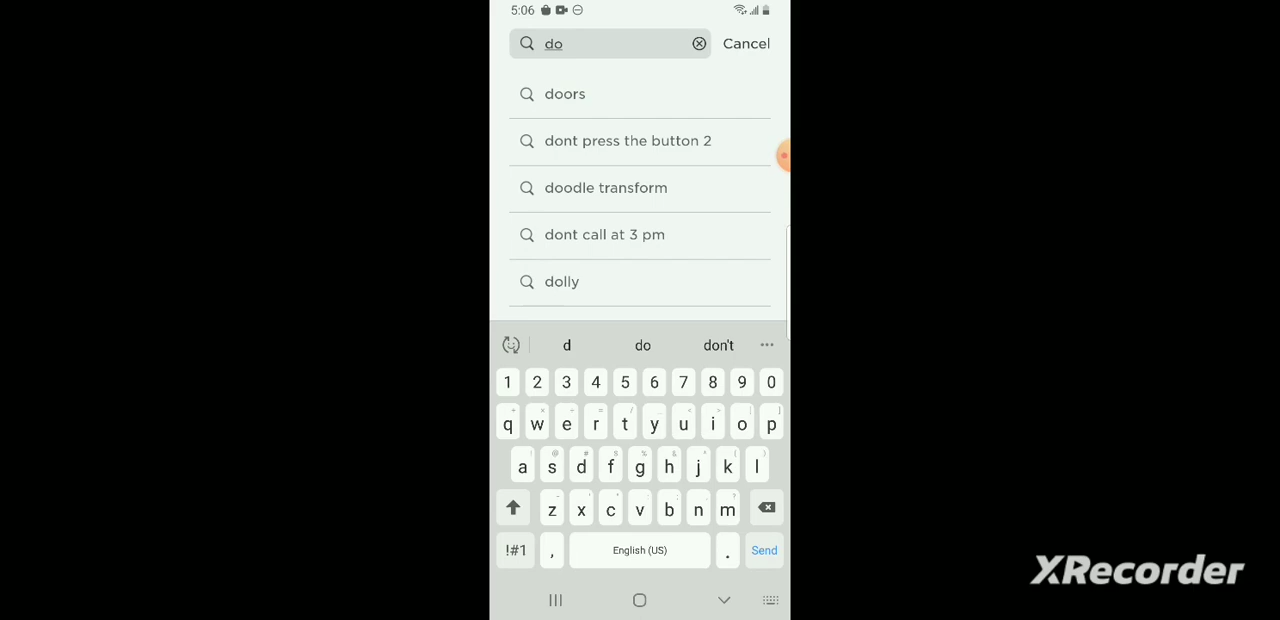 5:06
do
Cancel
doors
dont press the button 2
doodle transform
dont call at 3 pm
dolly
d do don't
1 2 3 4 5 6 7 8 9 0
q w e r t y u i o p
a s d f g h j k l
z x c v b n m
!#1 , English (US) . Send
XRecorder